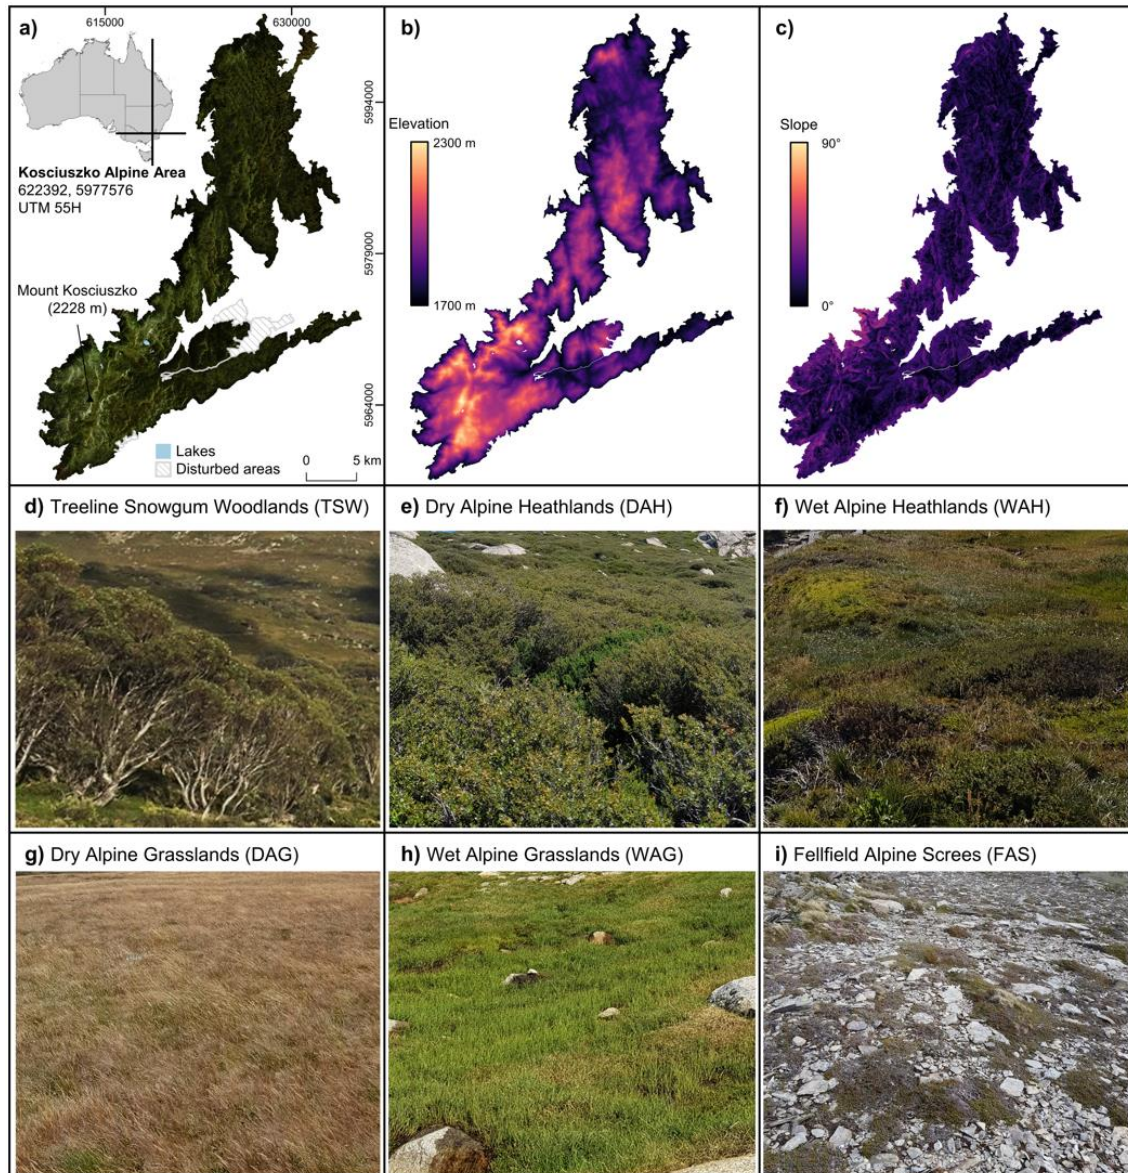 a)
615000
630000
Kosciuszko Alpine Area
622392, 5977576
UTM 55H
Mount Kosciuszko
(2228 m)
Lakes
Disturbed areas
0
5 km
b)
5994000
5979000
5964000
Elevation
2300 m
1700 m
c)
Slope
90°
0°
d) Treeline Snowgum Woodlands (TSW)
e) Dry Alpine Heathlands (DAH)
f) Wet Alpine Heathlands (WAH)
g) Dry Alpine Grasslands (DAG)
h) Wet Alpine Grasslands (WAG)
i) Fellfield Alpine Screes (FAS)